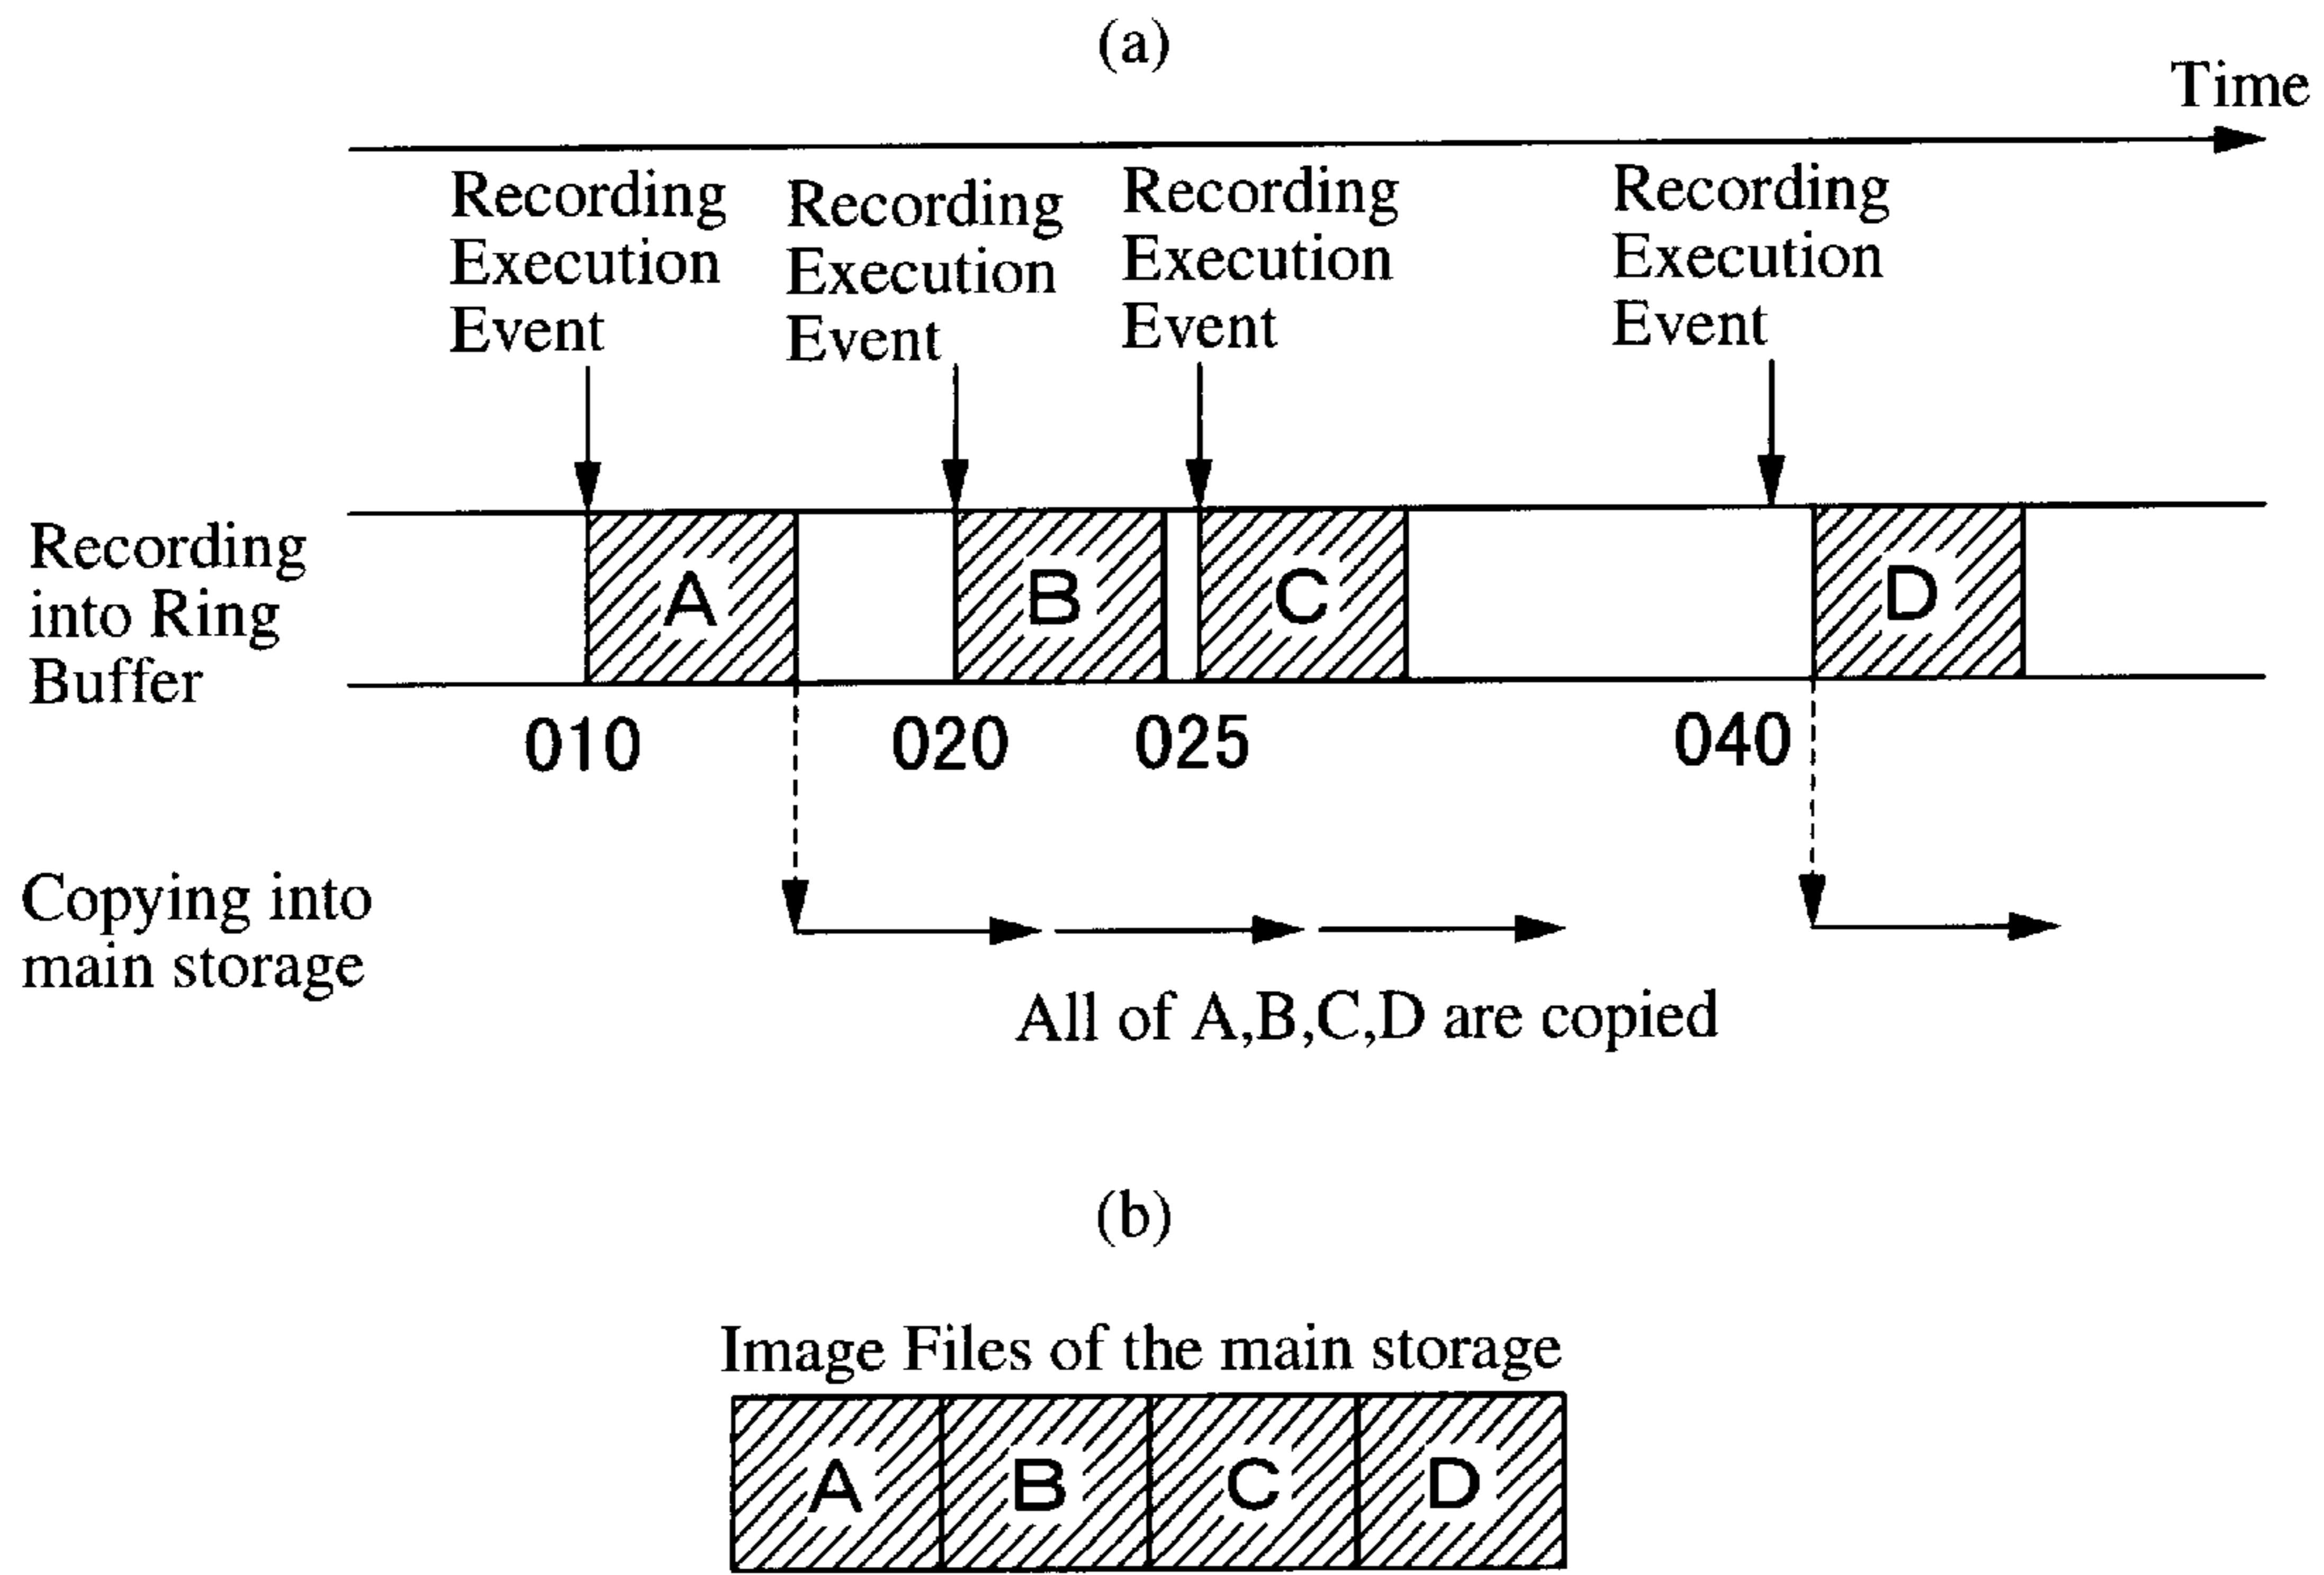 (a)
Time
Recording
Execution
Event
Recording
Execution
Event
Recording
Execution
Event
Recording
Execution
Event
Recording
into Ring
Buffer
A
B
C
D
010
020
025
040
Copying into
main storage
All of A,B,C,D are copied
(b)
Image Files of the main storage
A
B
C
D